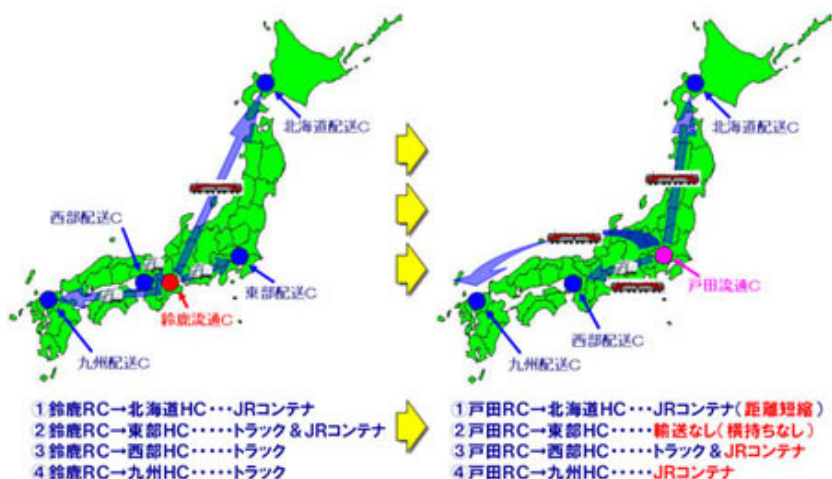 北海道配送C
西部配送C
東部配送C
鈴鹿流通C
九州配送C
①鈴鹿RC→北海道HC・・・JRコンテナ
②鈴鹿RC→東部HC・・・・・トラック&JRコンテナ
③鈴鹿RC→西部HC・・・・・トラック
④鈴鹿RC→九州HC・・・・・トラック
北海道配送C
戸田流通C
西部配送C
九州配送C
①戸田RC→北海道HC・・・JRコンテナ(距離短縮)
②戸田RC→東部HC・・・・・輸送なし(横持ちなし)
③戸田RC→西部HC・・・・・トラック&JRコンテナ
④戸田RC→九州HC・・・・・JRコンテナ